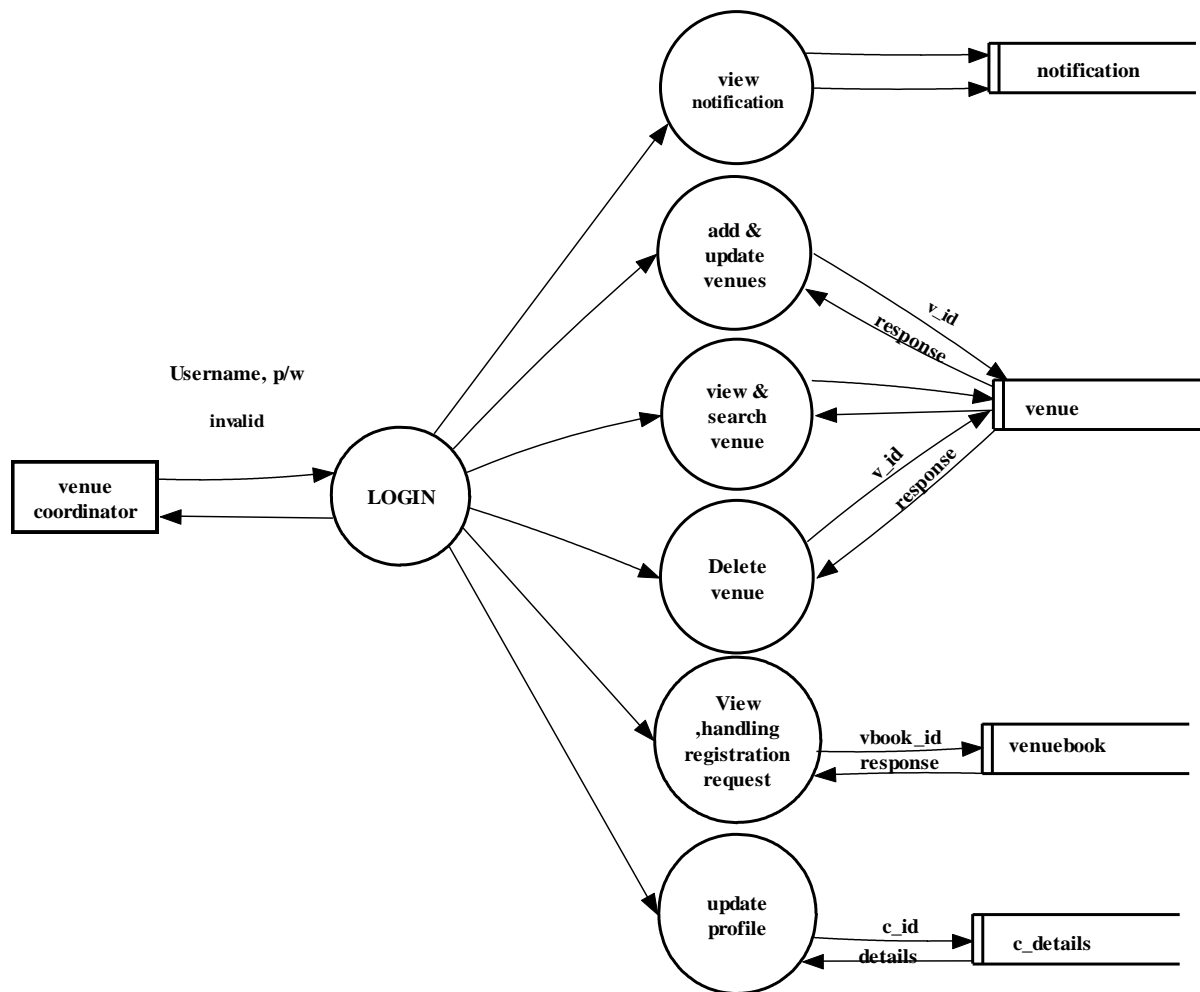 view
notification
notification
add &
update
venues
v_id
response
Username, p/w
invalid
view &
search
venue
venue
venue
coordinator
LOGIN
v_id
response
Delete
venue
View
,handling
registration
request
vbook_id
response
venuebook
update
profile
c_id
details
c_details